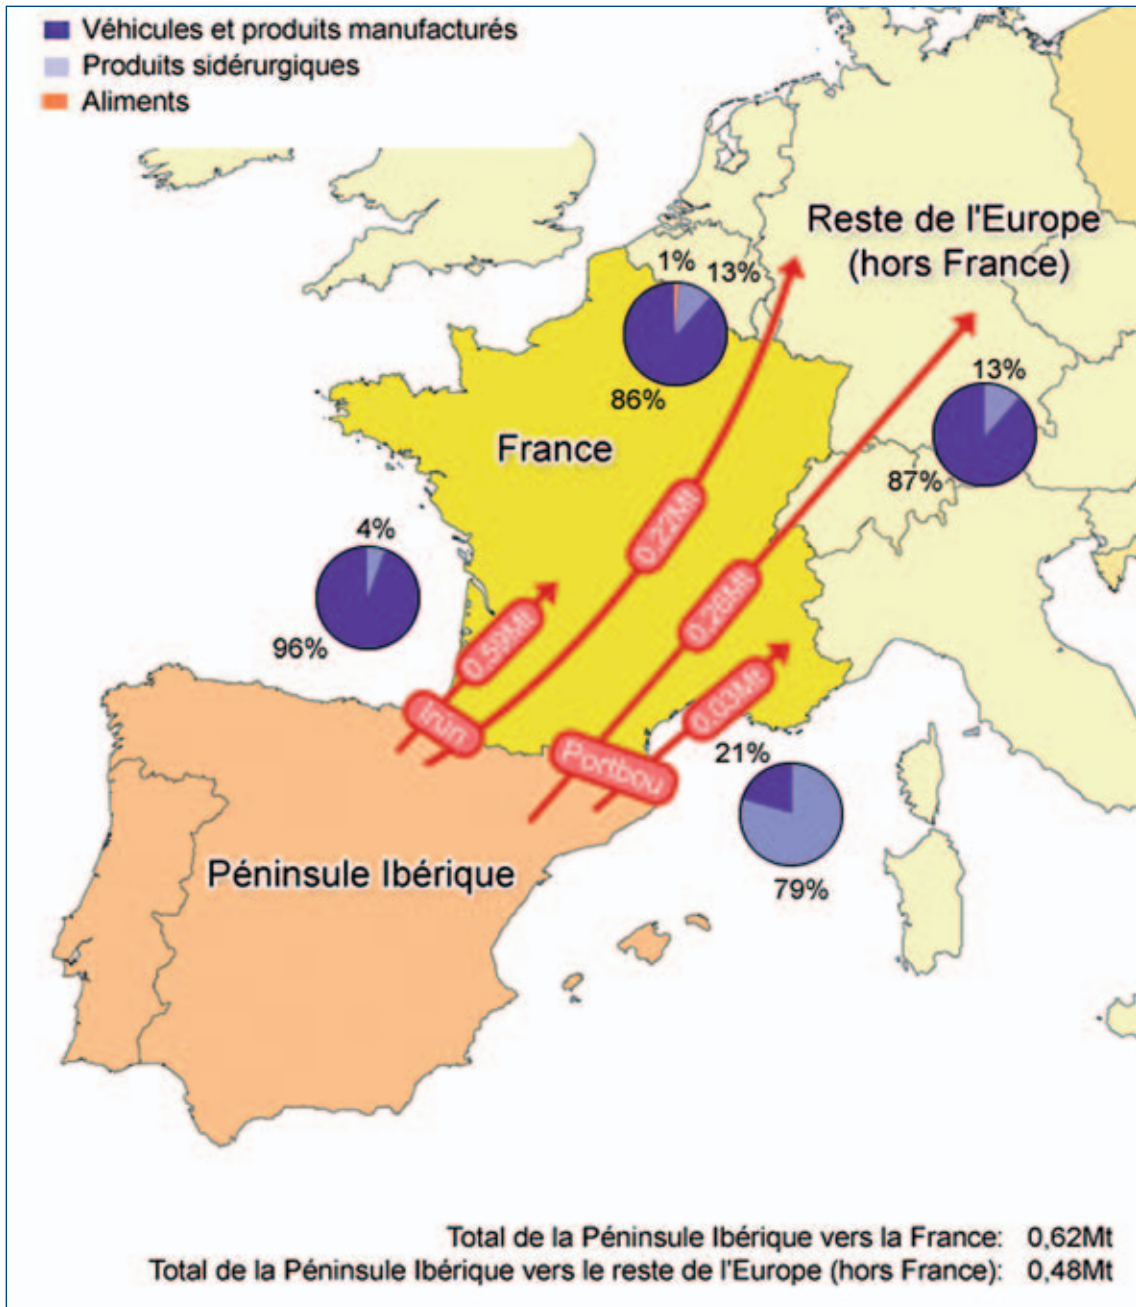 Véhicules et produits manufacturés
Produits sidérurgiques
Aliments
Reste de l'Europe
(hors France)
1%
13%
86%
13%
87%
France
0,22Mt
4%
96%
0,59Mt
0,26Mt
0,03Mt
Irun
Portbou
21%
79%
Péninsule Ibérique
Total de la Péninsule Ibérique vers la France: 0,62Mt
Total de la Péninsule Ibérique vers le reste de l'Europe (hors France): 0,48Mt